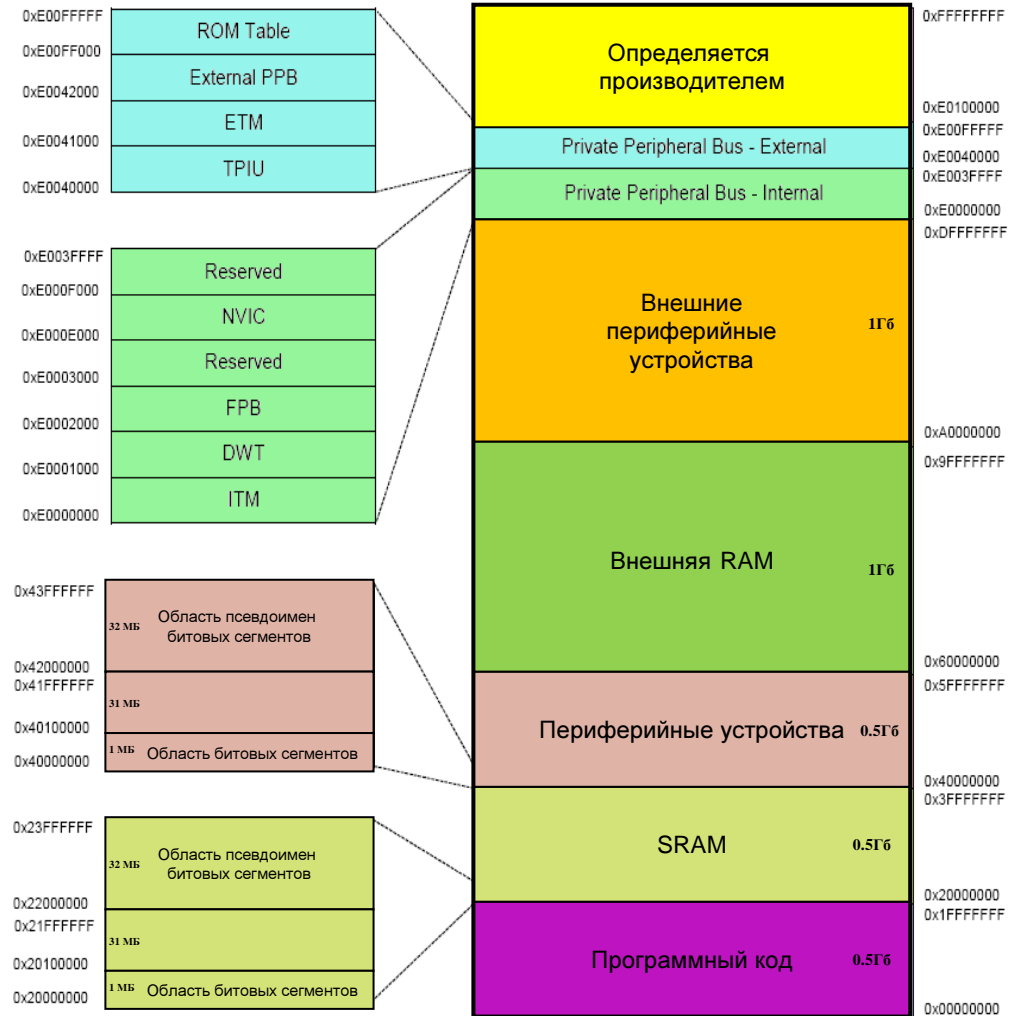 0xE00FFFFF
ROM Table
0xE00FF000
External PPB
0xE0042000
ETM
0xE0041000
TPIU
0xE0040000
0xE003FFFF
Reserved
0xE000F000
NVIC
0xE000E000
Reserved
0xE0003000
FPB
0xE0002000
DWT
0xE0001000
ITM
0xE0000000
0x43FFFFFF
32 МБ
Область псевдоимен
битовых сегментов
0x42000000
0x41FFFFFF
31 МБ
0x40100000
1 МБ Область битовых сегментов
0x40000000
0x23FFFFFF
32 МБ
Область псевдоимен
битовых сегментов
0x22000000
0x21FFFFFF
31 МБ
0x20100000
1 МБ Область битовых сегментов
0x20000000
0xFFFFFFFF
Определяется
производителем
0xE0100000
0xE00FFFFF
Private Peripheral Bus - External
0xE0040000
0xE003FFFF
Private Peripheral Bus - Internal
0xE0000000
0xDFFFFFFF
Внешние
периферийные
устройства
1Гб
0xA0000000
0x9FFFFFFF
Внешняя RAM
1Гб
0x60000000
0x5FFFFFFF
Периферийные устройства 0.5Гб
0x40000000
0x3FFFFFFF
SRAM 0.5Гб
0x20000000
0x1FFFFFFF
Программный код 0.5Гб
0x00000000